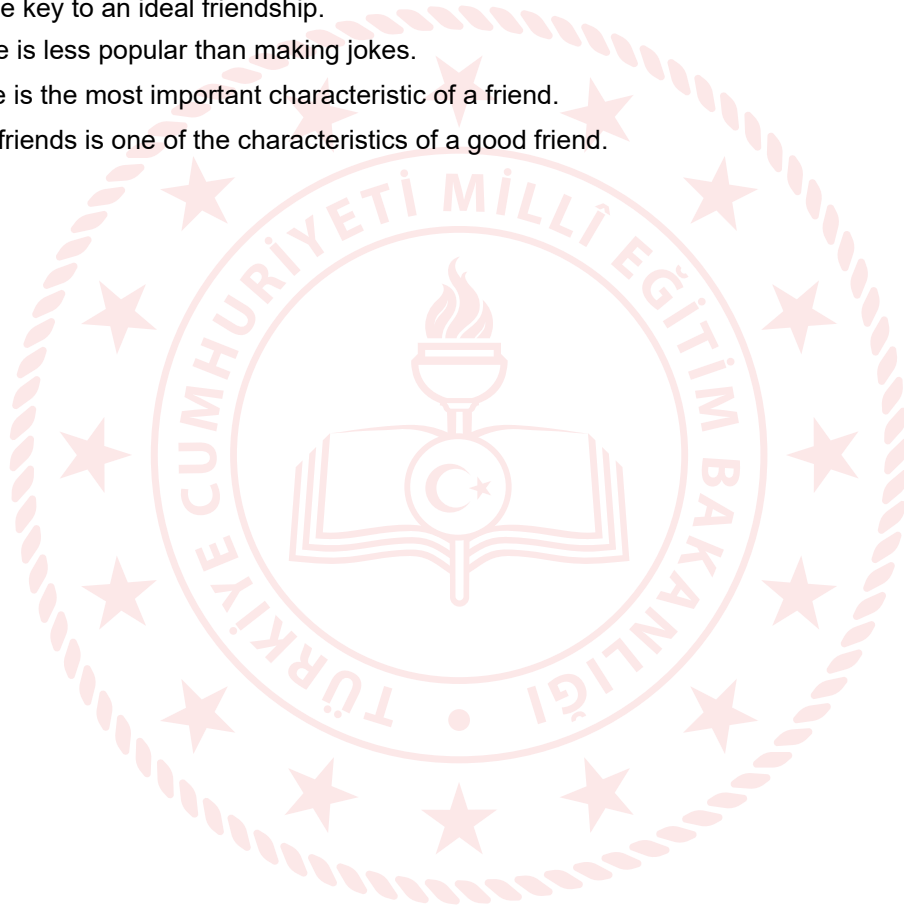 key to an ideal friendship.
is less popular than making jokes.
is the most important characteristic of a friend.
friends is one of the characteristics of a good friend.
TÜRKİYE CUMHURİYETİ MİLLÎ EĞİTİM BAKANLIĞI